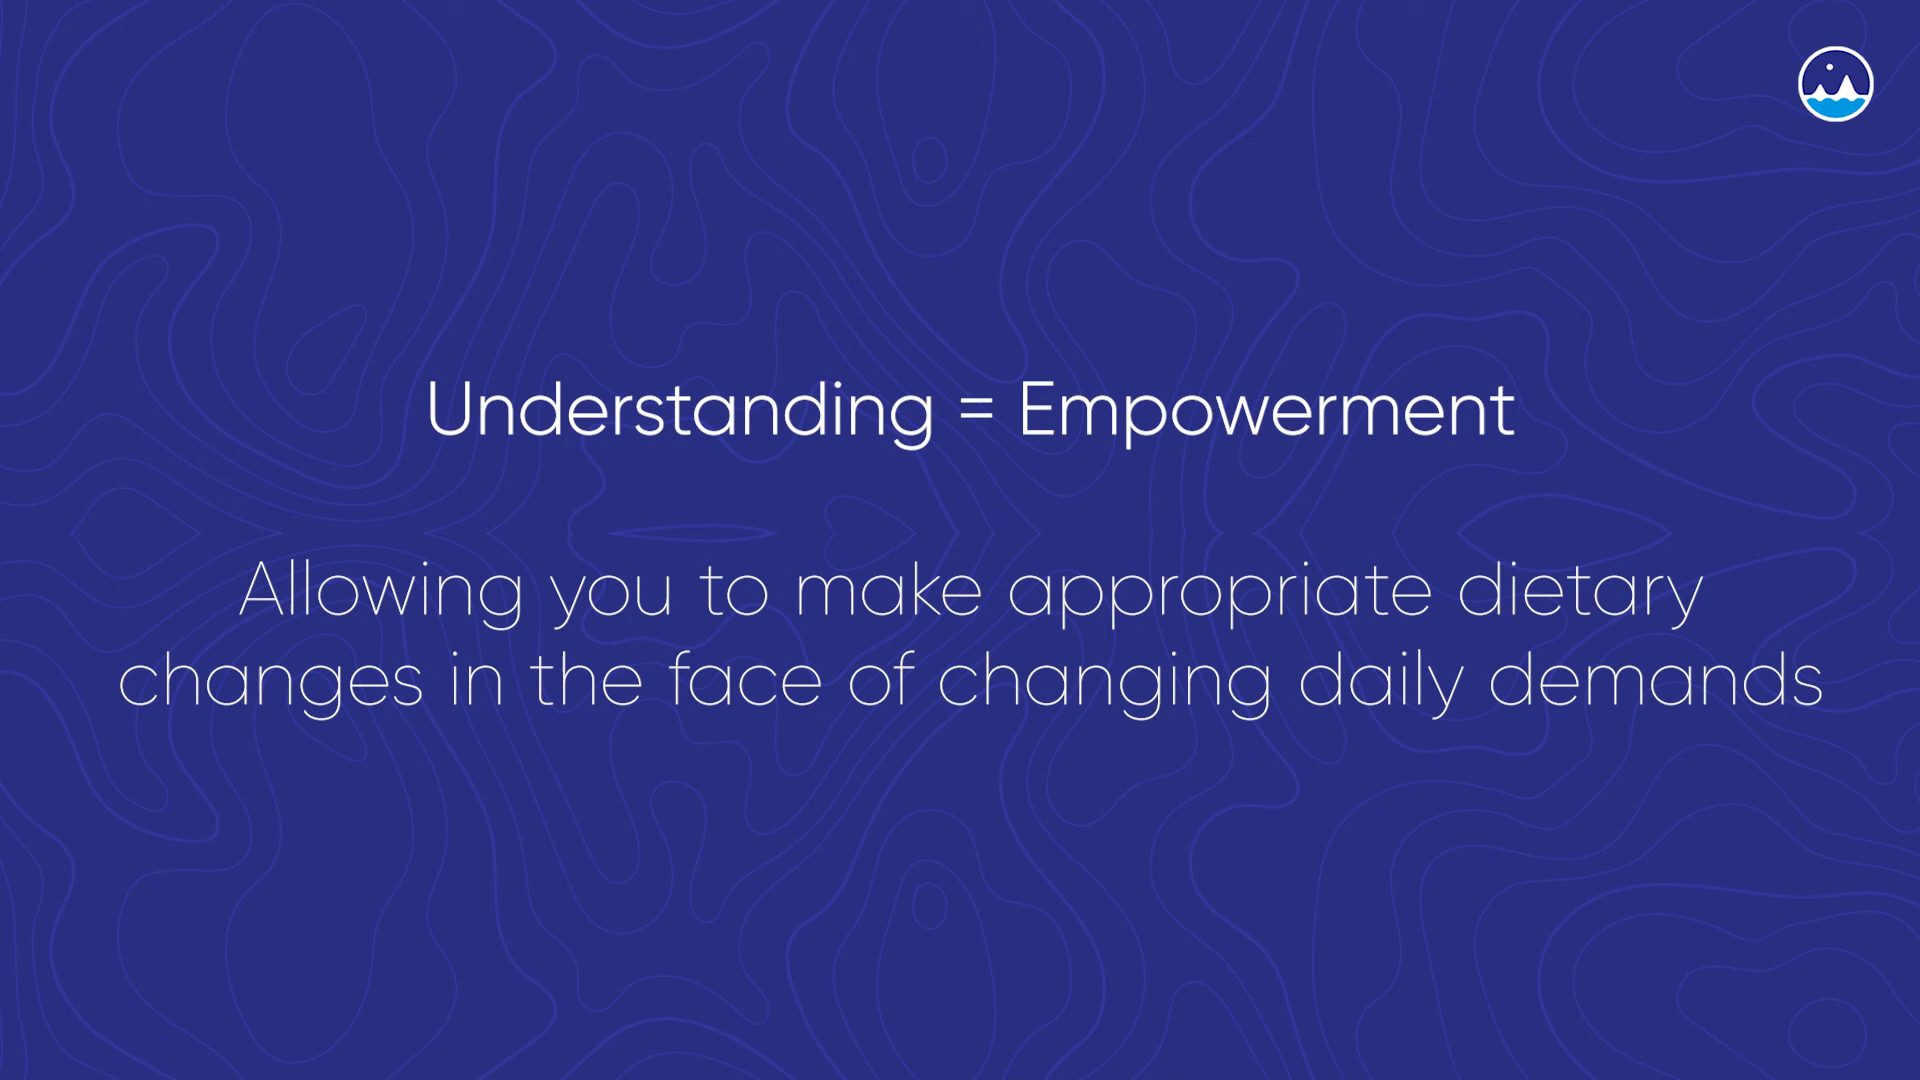 Understanding = Empowerment
Allowing you to make appropriate dietary
changes in the face of changing daily demands